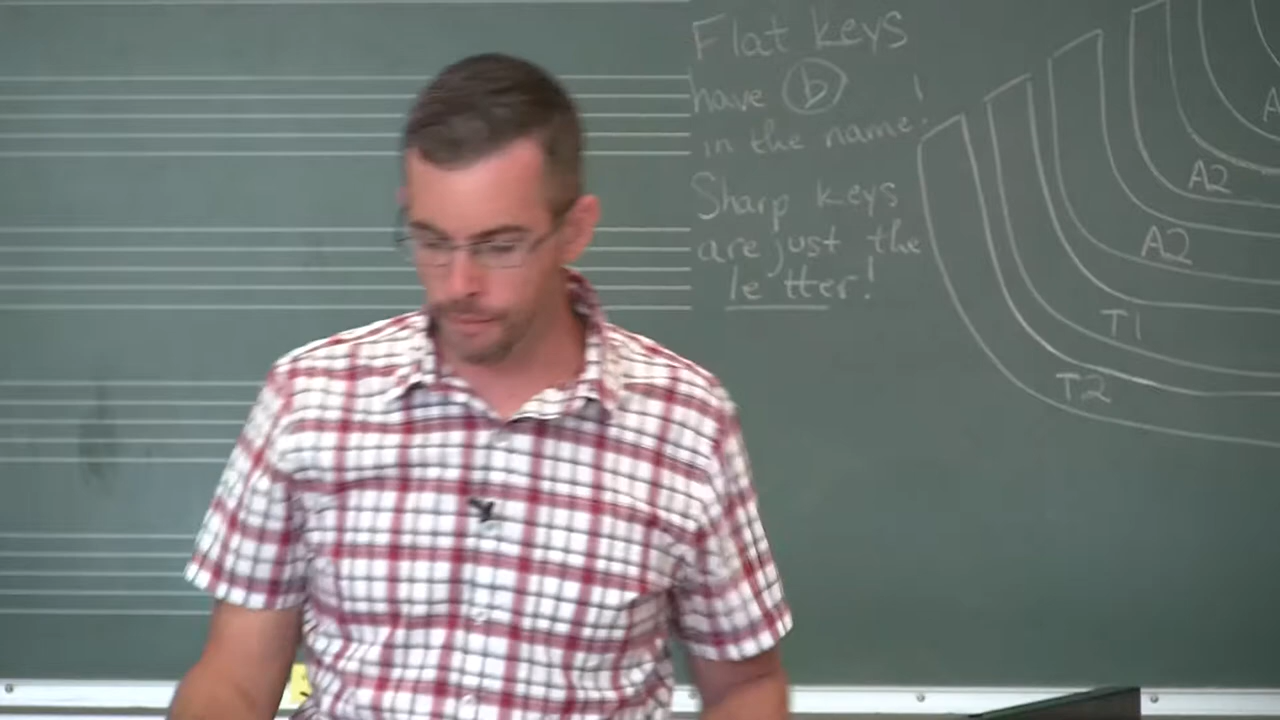 Flat keys
have b
in the name!
Sharp keys
are just the
letter!
A
A2
A2
T1
T2